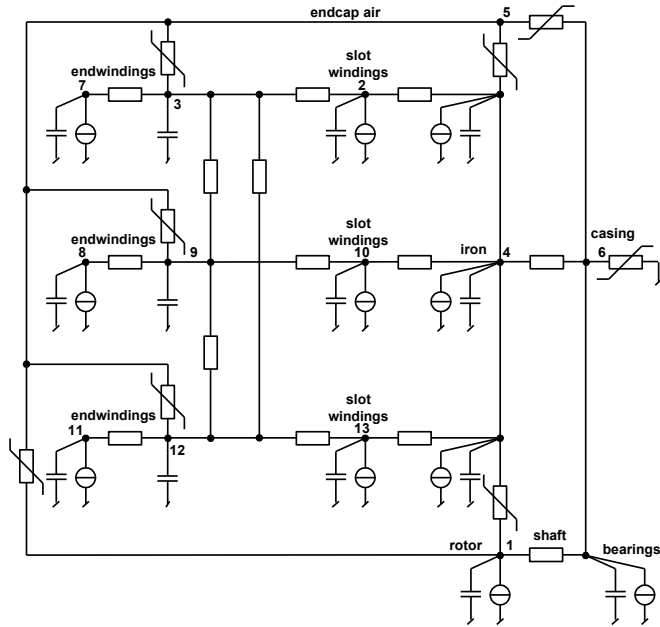 endcap air
5
endwindings
7
3
slot
windings
2
endwindings
8
9
slot
windings
10
iron
4
casing
6
endwindings
11
12
slot
windings
13
rotor
1
shaft
bearings